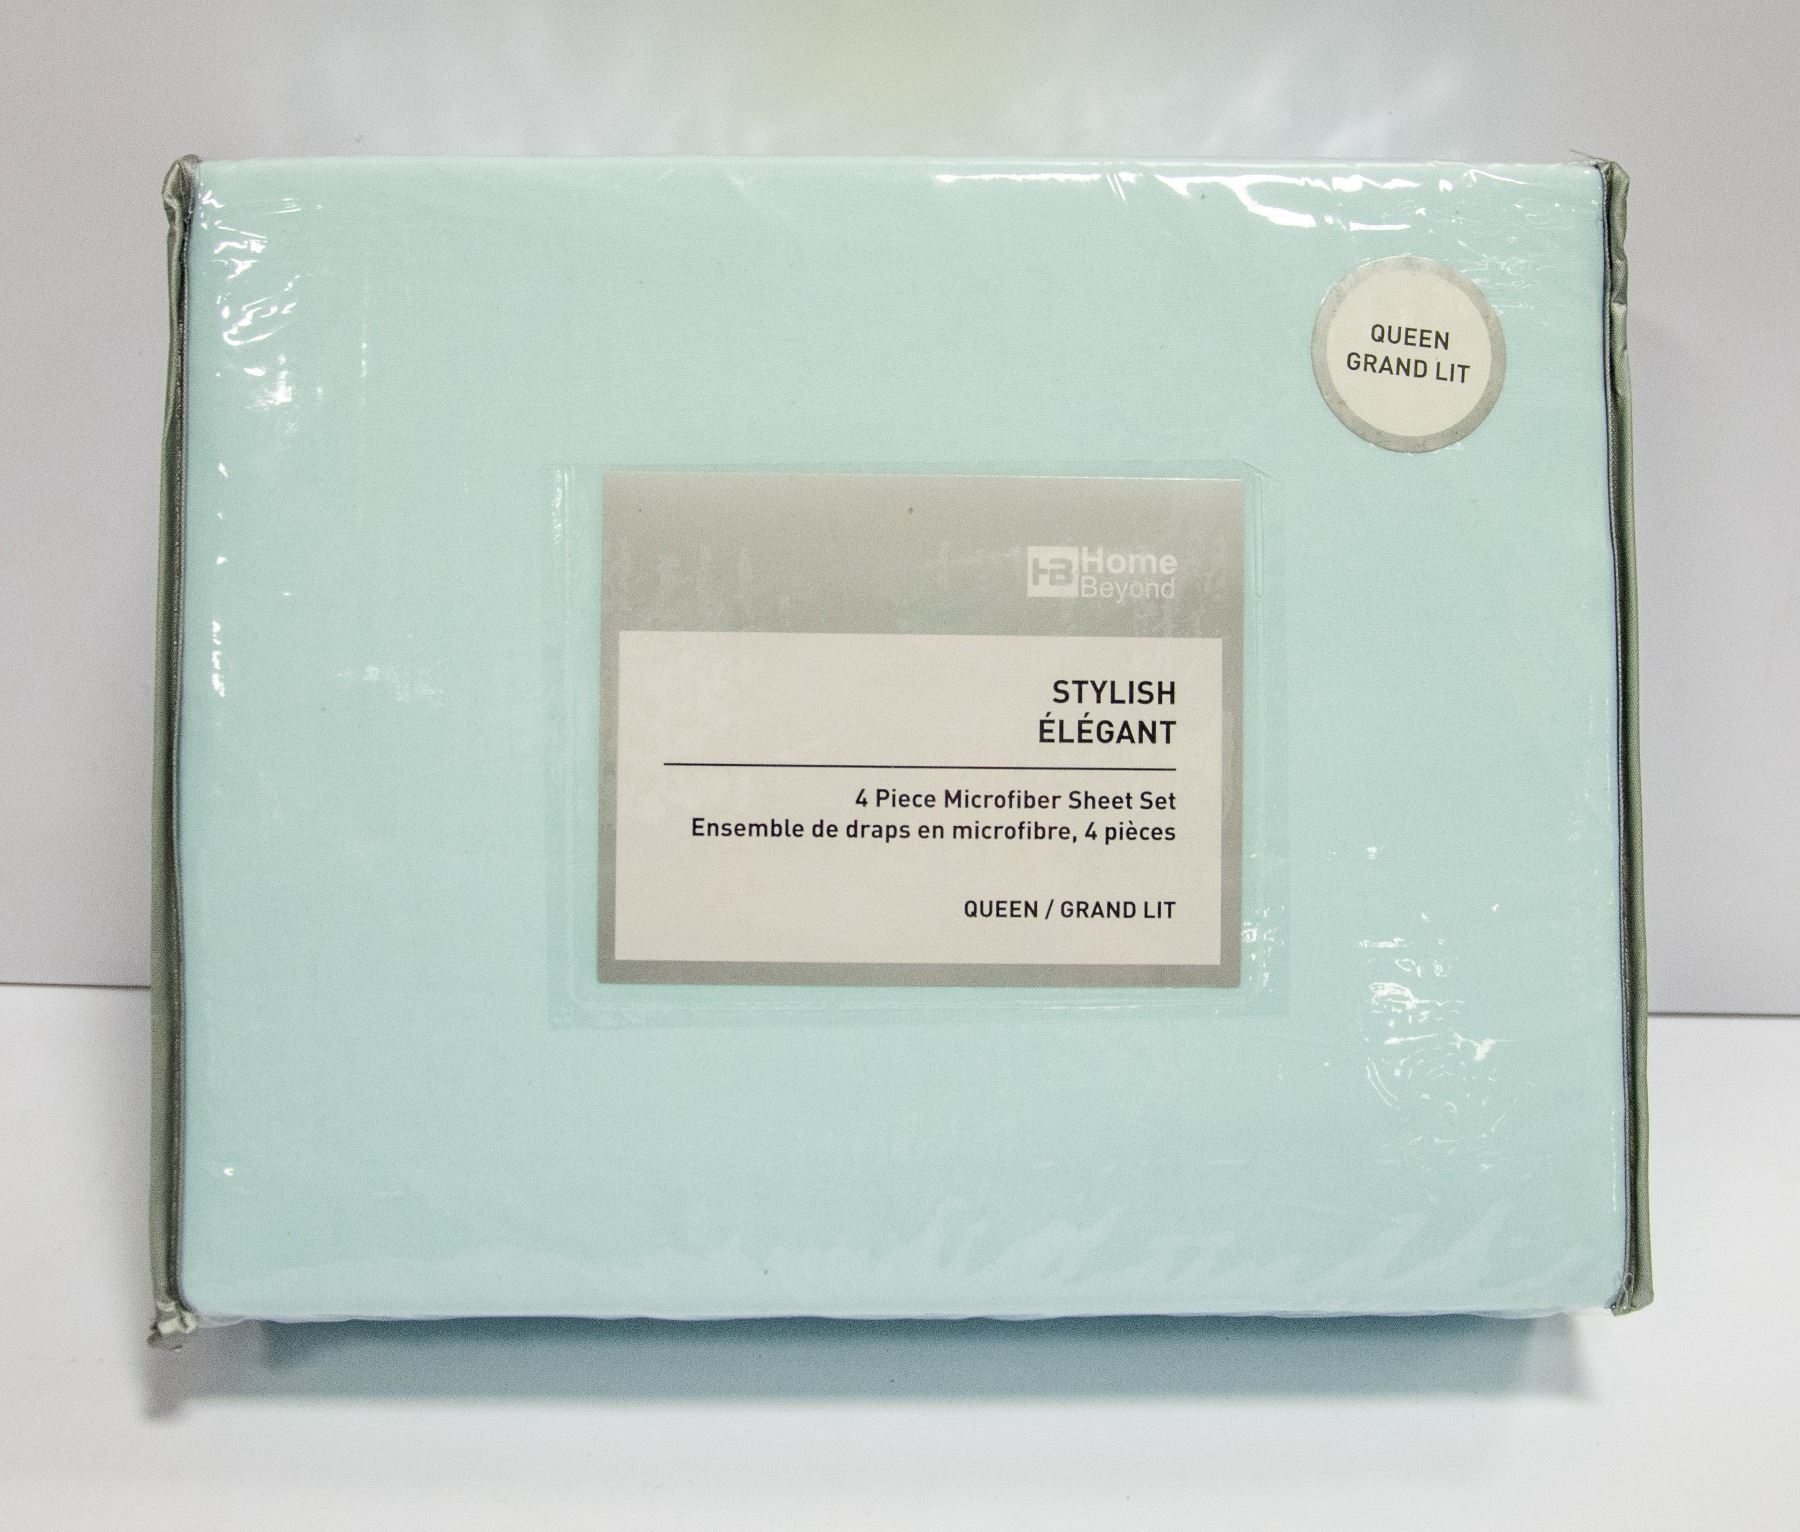 QUEEN
GRAND LIT
HB Home
Beyond
STYLISH
ÉLÉGANT
4 Piece Microfiber Sheet Set
Ensemble de draps en microfibre, 4 pièces
QUEEN / GRAND LIT